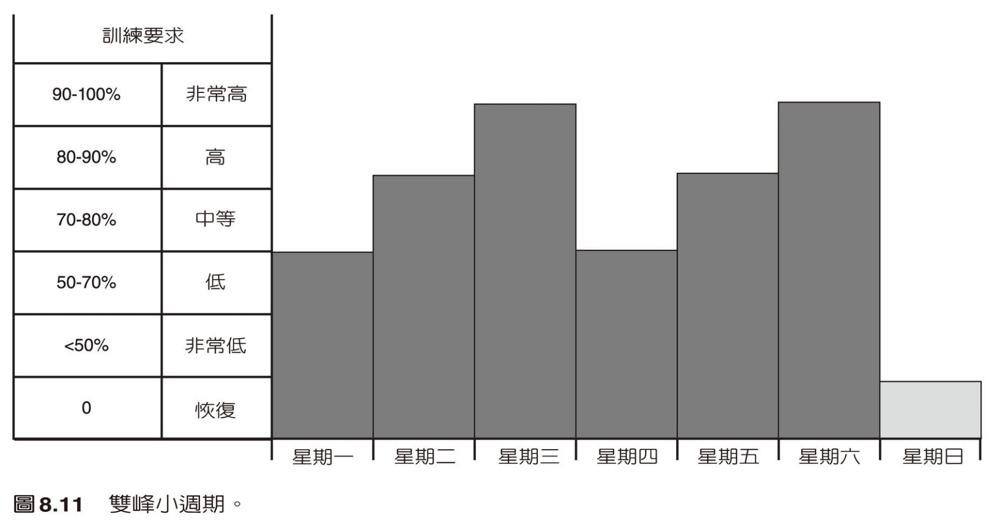 訓練要求
90-100% 非常高
80-90% 高
70-80% 中等
50-70% 低
<50% 非常低
0 恢復
星期一 星期二 星期三 星期四 星期五 星期六 星期日
圖8.11 雙峰小週期。